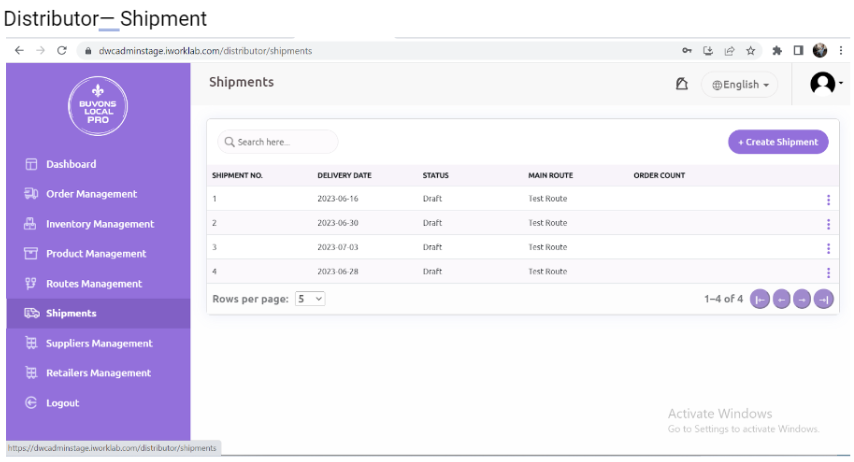 Distributor— Shipment
dwcadminstage.iworklab.com/distributor/shipments
BUVONS
LOCAL
PRO
Shipments
English
Search here...
+ Create Shipment
Dashboard
Order Management
Inventory Management
Product Management
Routes Management
Shipments
Suppliers Management
Retailers Management
Logout
SHIPMENT NO. DELIVERY DATE STATUS MAIN ROUTE ORDER COUNT
1 2023-06-16 Draft Test Route
2 2023-06-30 Draft Test Route
3 2023-07-03 Draft Test Route
4 2023-06-28 Draft Test Route
Rows per page: 5 1–4 of 4
Activate Windows
Go to Settings to activate Windows.
https://dwcadminstage.iworklab.com/distributor/shipments